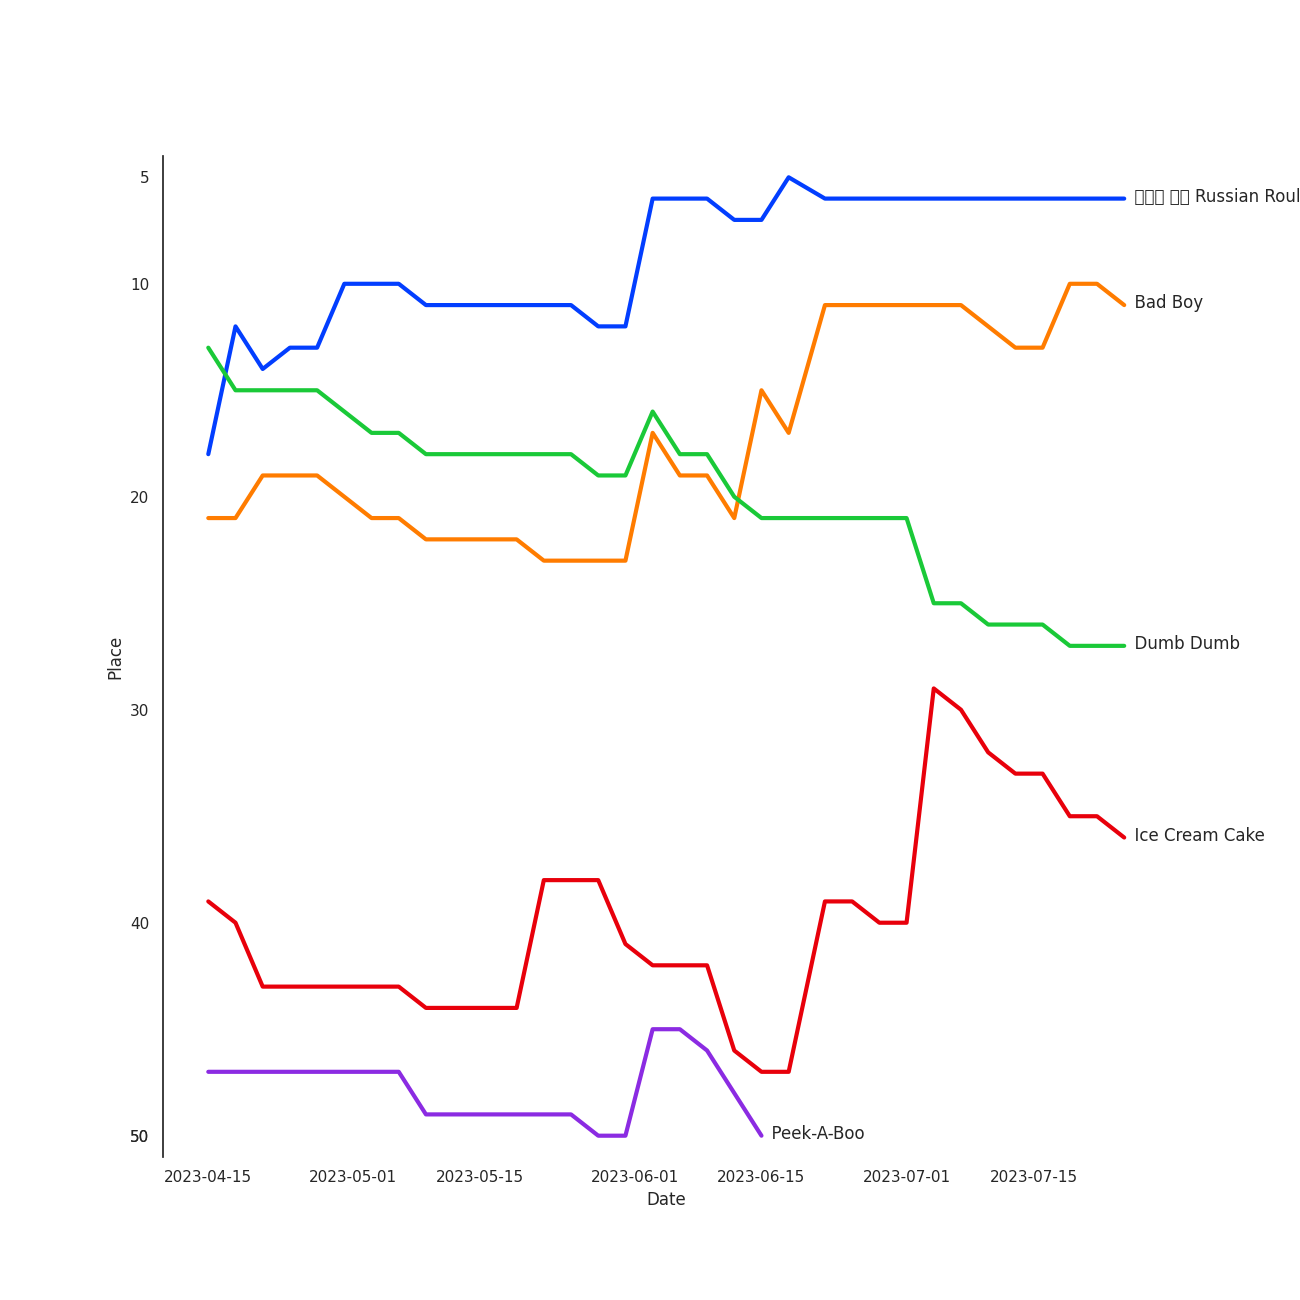 5
10
20
30
40
50
Place
2023-04-15
2023-05-01
2023-05-15
2023-06-01
2023-06-15
2023-07-01
2023-07-15
Date
Russian Roul
Bad Boy
Dumb Dumb
Ice Cream Cake
Peek-A-Boo